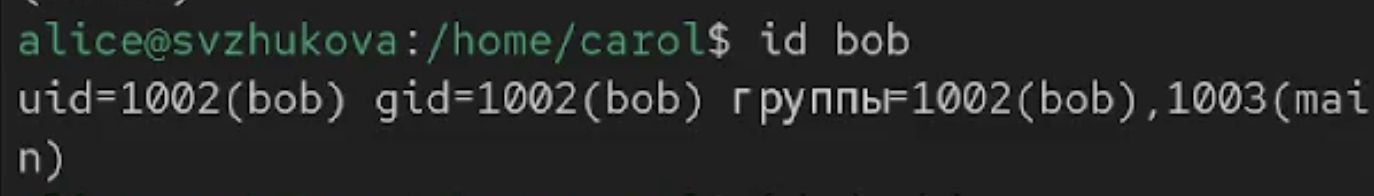 alice@svzhukova:/home/carol$ id bob
uid=1002(bob) gid=1002(bob) группы=1002(bob),1003(mai
n)